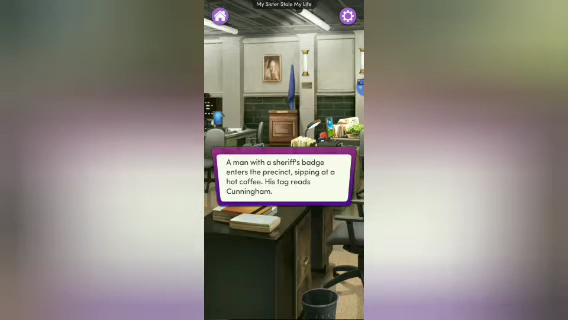 My Sister Stole My Life
A man with a sheriff's badge
enters the precinct, sipping at a
hot coffee. His tag reads
Cunningham.